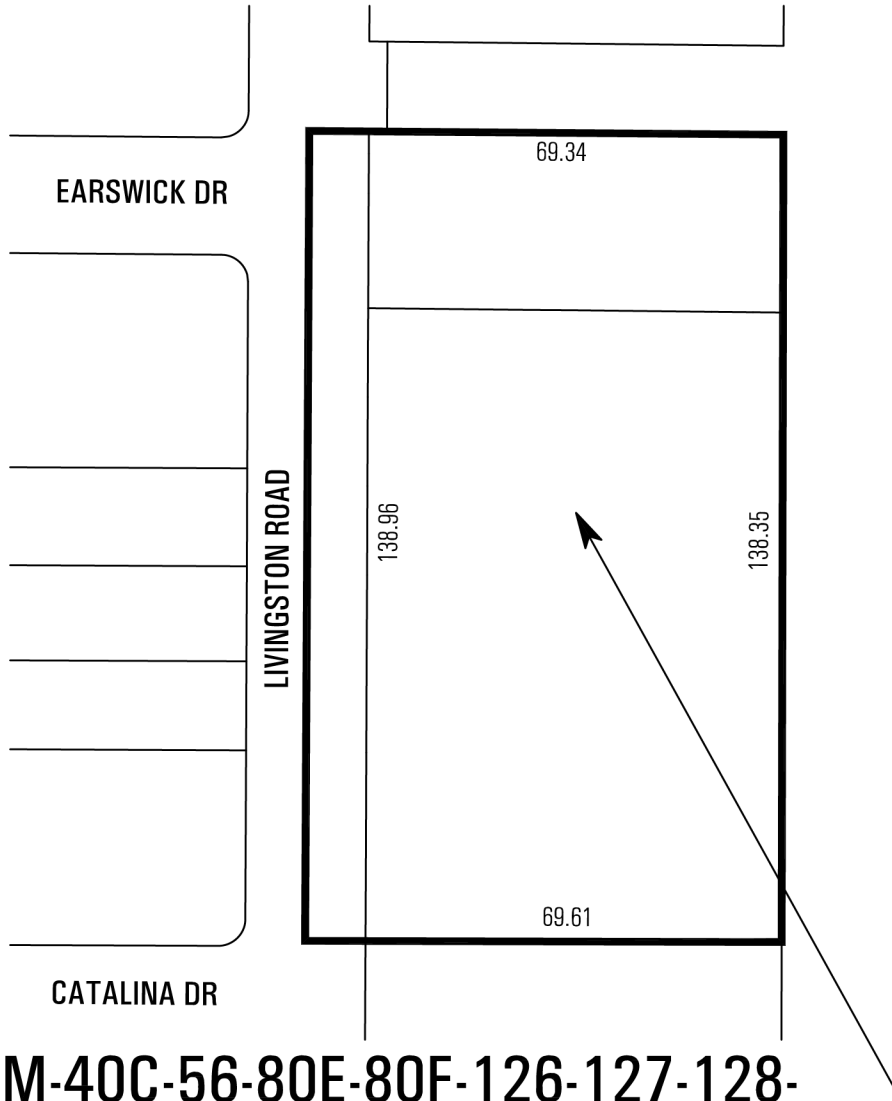 69.34
EARSWICK DR
LIVINGSTON ROAD
138.96
138.35
69.61
CATALINA DR
M-40C-56-80E-80F-126-127-128-